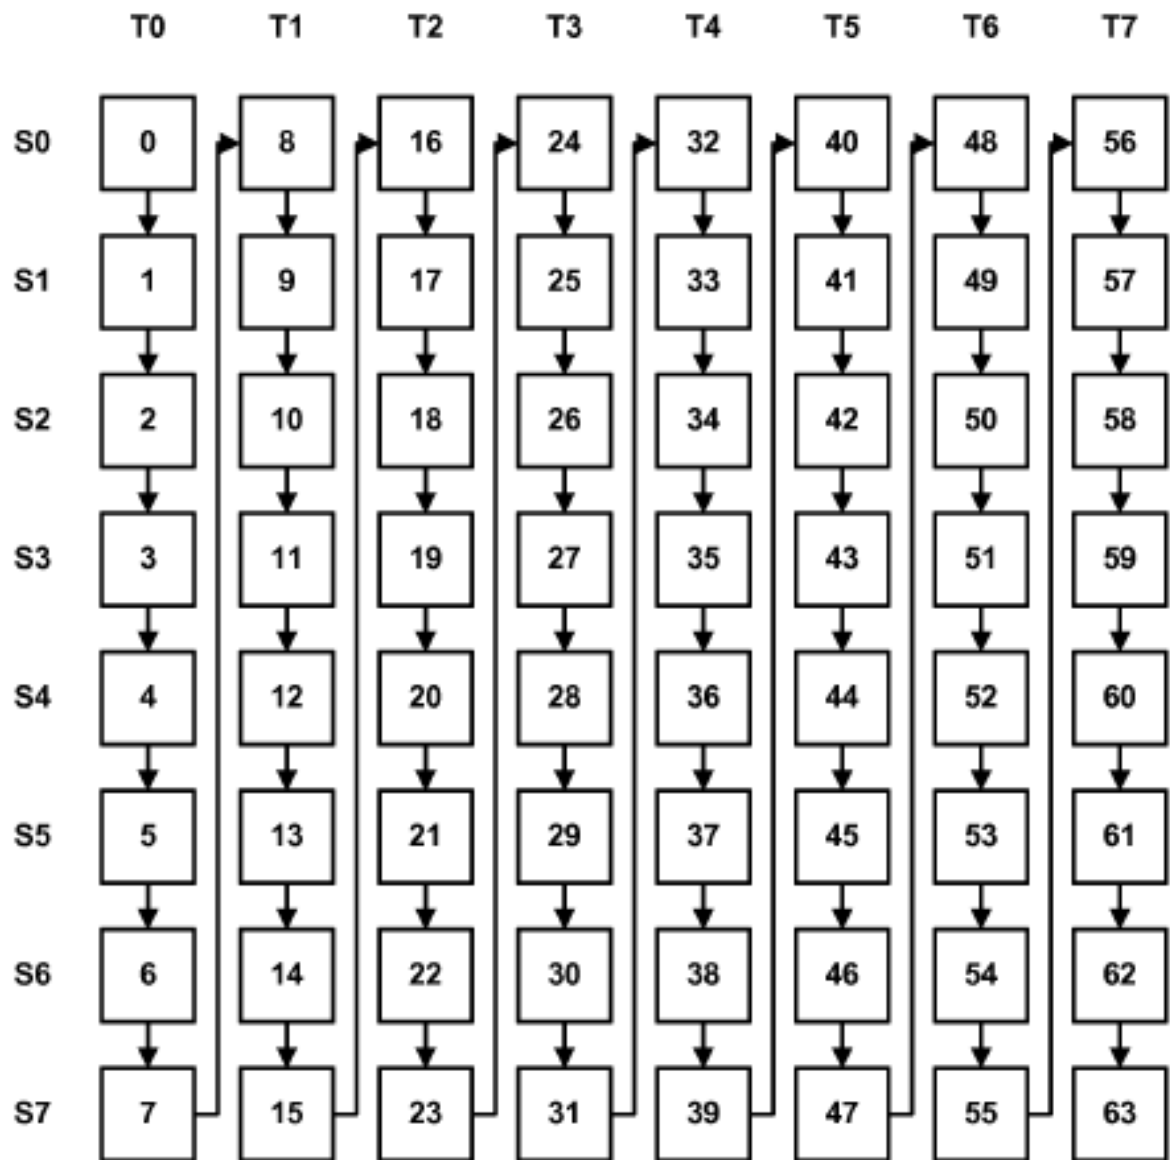 T0 T1 T2 T3 T4 T5 T6 T7
S0 0 8 16 24 32 40 48 56
S1 1 9 17 25 33 41 49 57
S2 2 10 18 26 34 42 50 58
S3 3 11 19 27 35 43 51 59
S4 4 12 20 28 36 44 52 60
S5 5 13 21 29 37 45 53 61
S6 6 14 22 30 38 46 54 62
S7 7 15 23 31 39 47 55 63